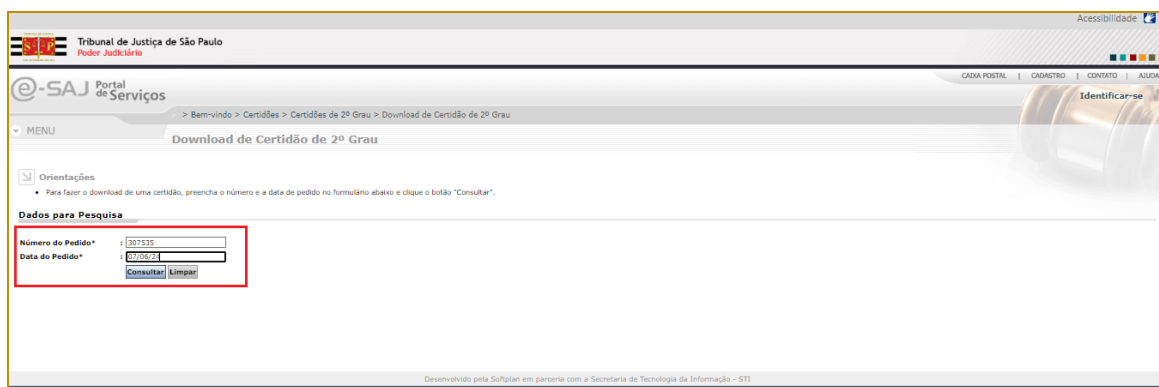 Acessibilidade
Tribunal de Justiça de São Paulo
Poder Judiciário
S P
CAIXA POSTAL | CADASTRO | CONTATO | AJUDA
e-SAJ Portal de Serviços
Identificar-se
> Bem-vindo > Certidões > Certidões de 2º Grau > Download de Certidão de 2º Grau
MENU
Download de Certidão de 2º Grau
Orientações
• Para fazer o download de uma certidão, preencha o número e a data de pedido no formulário abaixo e clique o botão "Consultar".
Dados para Pesquisa
Número do Pedido* : 307535
Data do Pedido* : 07/06/24
Consultar Limpar
Desenvolvido pela Softplan em parceria com a Secretaria de Tecnologia da Informação - STI